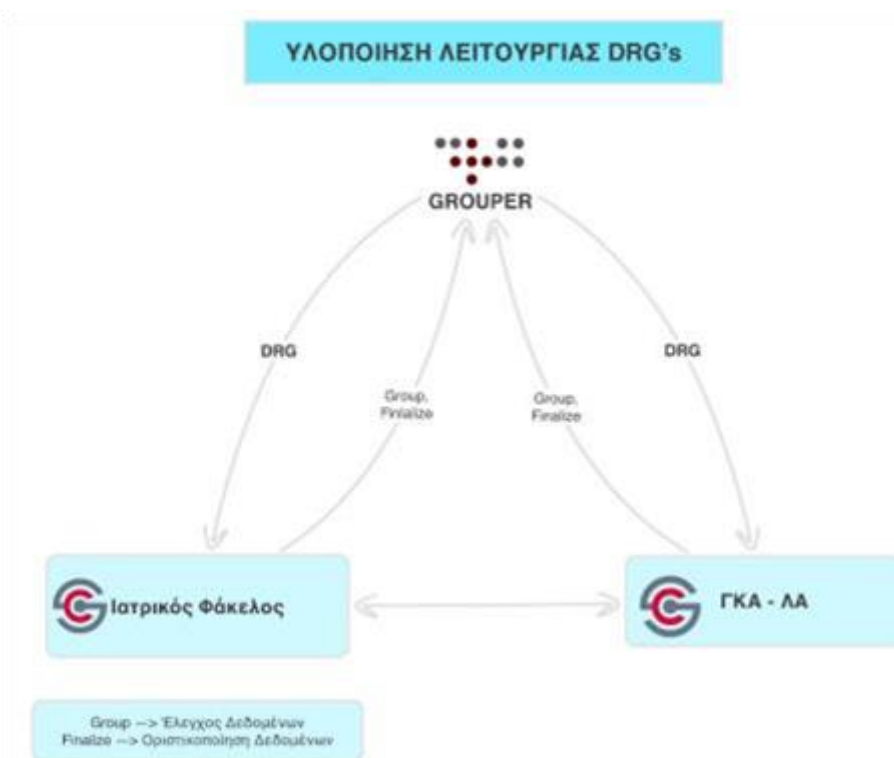 ΥΛΟΠΟΙΗΣΗ ΛΕΙΤΟΥΡΓΙΑΣ DRG's
GROUPER
DRG
DRG
Group,
Finialize
Group,
Finalize
Ιατρικός Φάκελος
ΓΚΑ - ΛΑ
Group —> Έλεγχος Δεδομένων
Finalize —> Οριστικοποίηση Δεδομένων